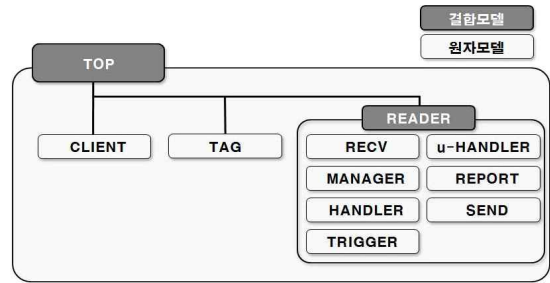 결합모델
원자모델
TOP
READER
CLIENT
TAG
RECV
u-HANDLER
MANAGER
REPORT
HANDLER
SEND
TRIGGER